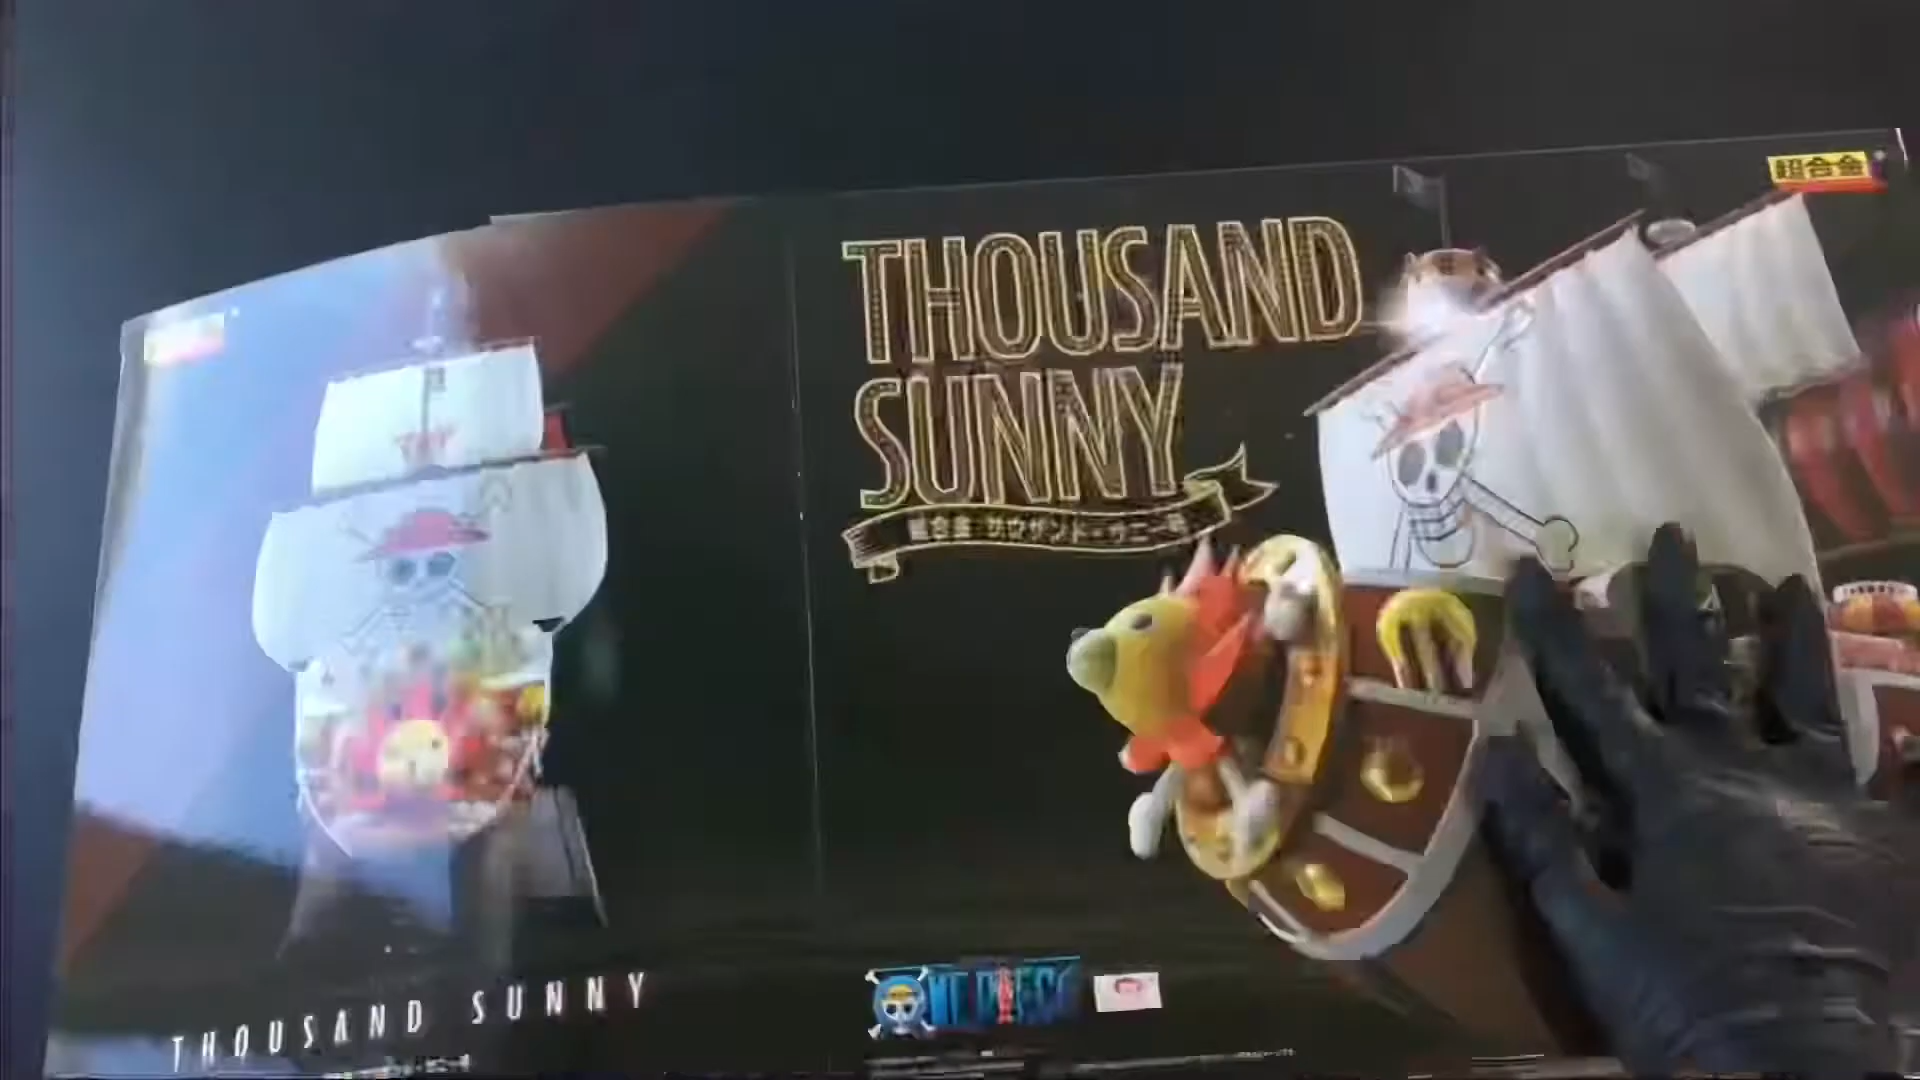 THOUSAND SUNNY
THOUSAND
SUNNY
超合金 サウザンド・サニー号
ONE PIECE
超合金